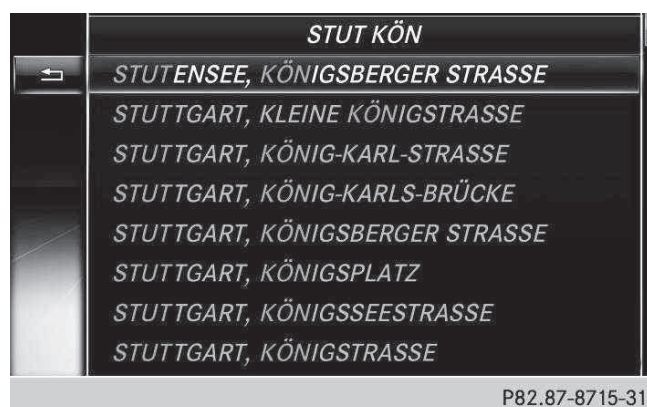 STUT KÖN
STUTENSEE, KÖNIGSBERGER STRASSE
STUTTGART, KLEINE KÖNIGSTRASSE
STUTTGART, KÖNIG-KARL-STRASSE
STUTTGART, KÖNIG-KARLS-BRÜCKE
STUTTGART, KÖNIGSBERGER STRASSE
STUTTGART, KÖNIGSPLATZ
STUTTGART, KÖNIGSSEESTRASSE
STUTTGART, KÖNIGSTRASSE
P82.87-8715-31